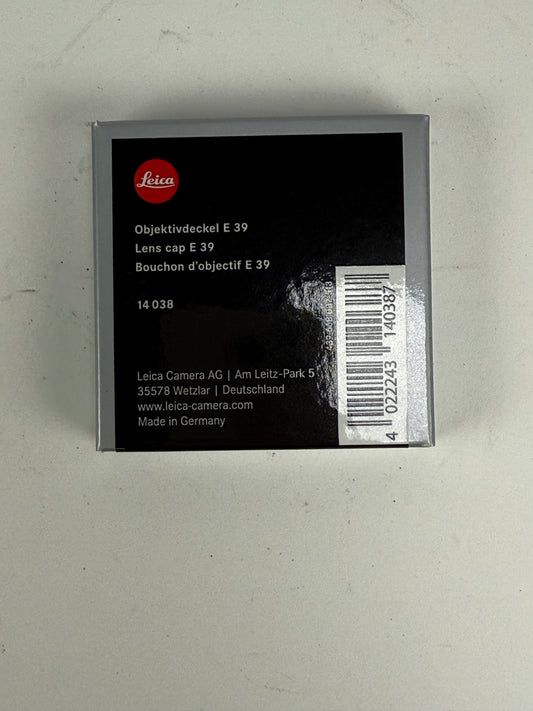 Leica
Objektivdeckel E 39
Lens cap E 39
Bouchon d'objectif E 39
14 038
Leica Camera AG | Am Leitz-Park 5
35578 Wetzlar | Deutschland
www.leica-camera.com
Made in Germany
4 022243 140387